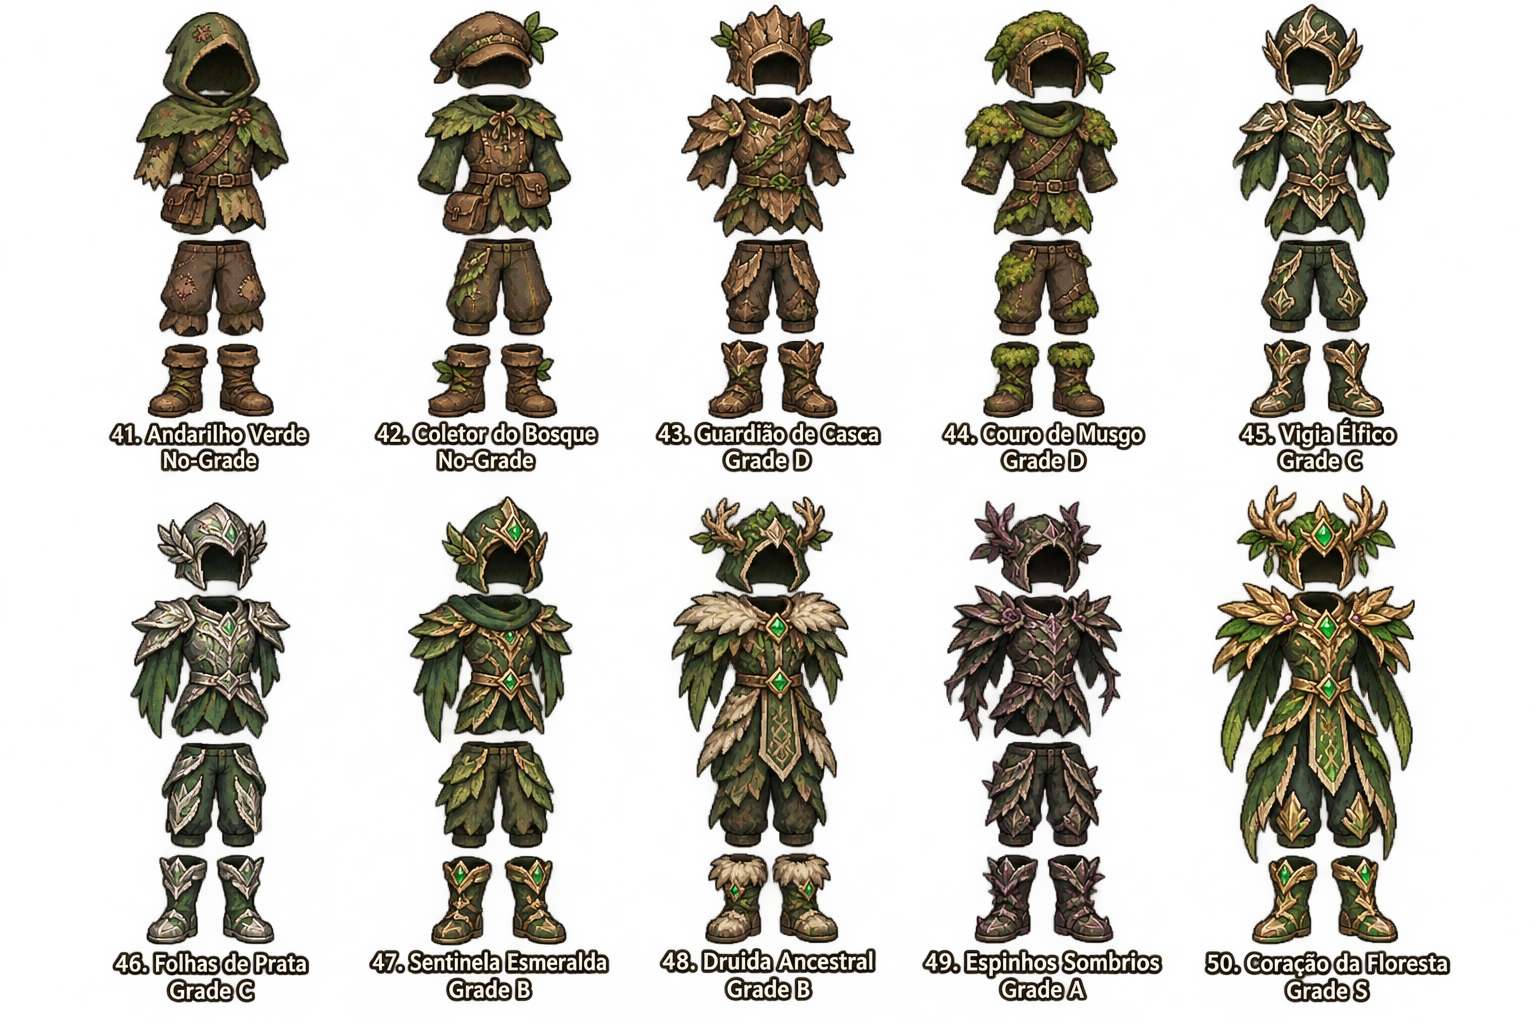 41. Andarilho Verde
No-Grade
42. Coletor do Bosque
No-Grade
43. Guardião de Casca
Grade D
44. Couro de Musgo
Grade D
45. Vigia Élfico
Grade C
46. Folhas de Prata
Grade C
47. Sentinela Esmeralda
Grade B
48. Druida Ancestral
Grade B
49. Espinhos Sombrios
Grade A
50. Coração da Floresta
Grade S